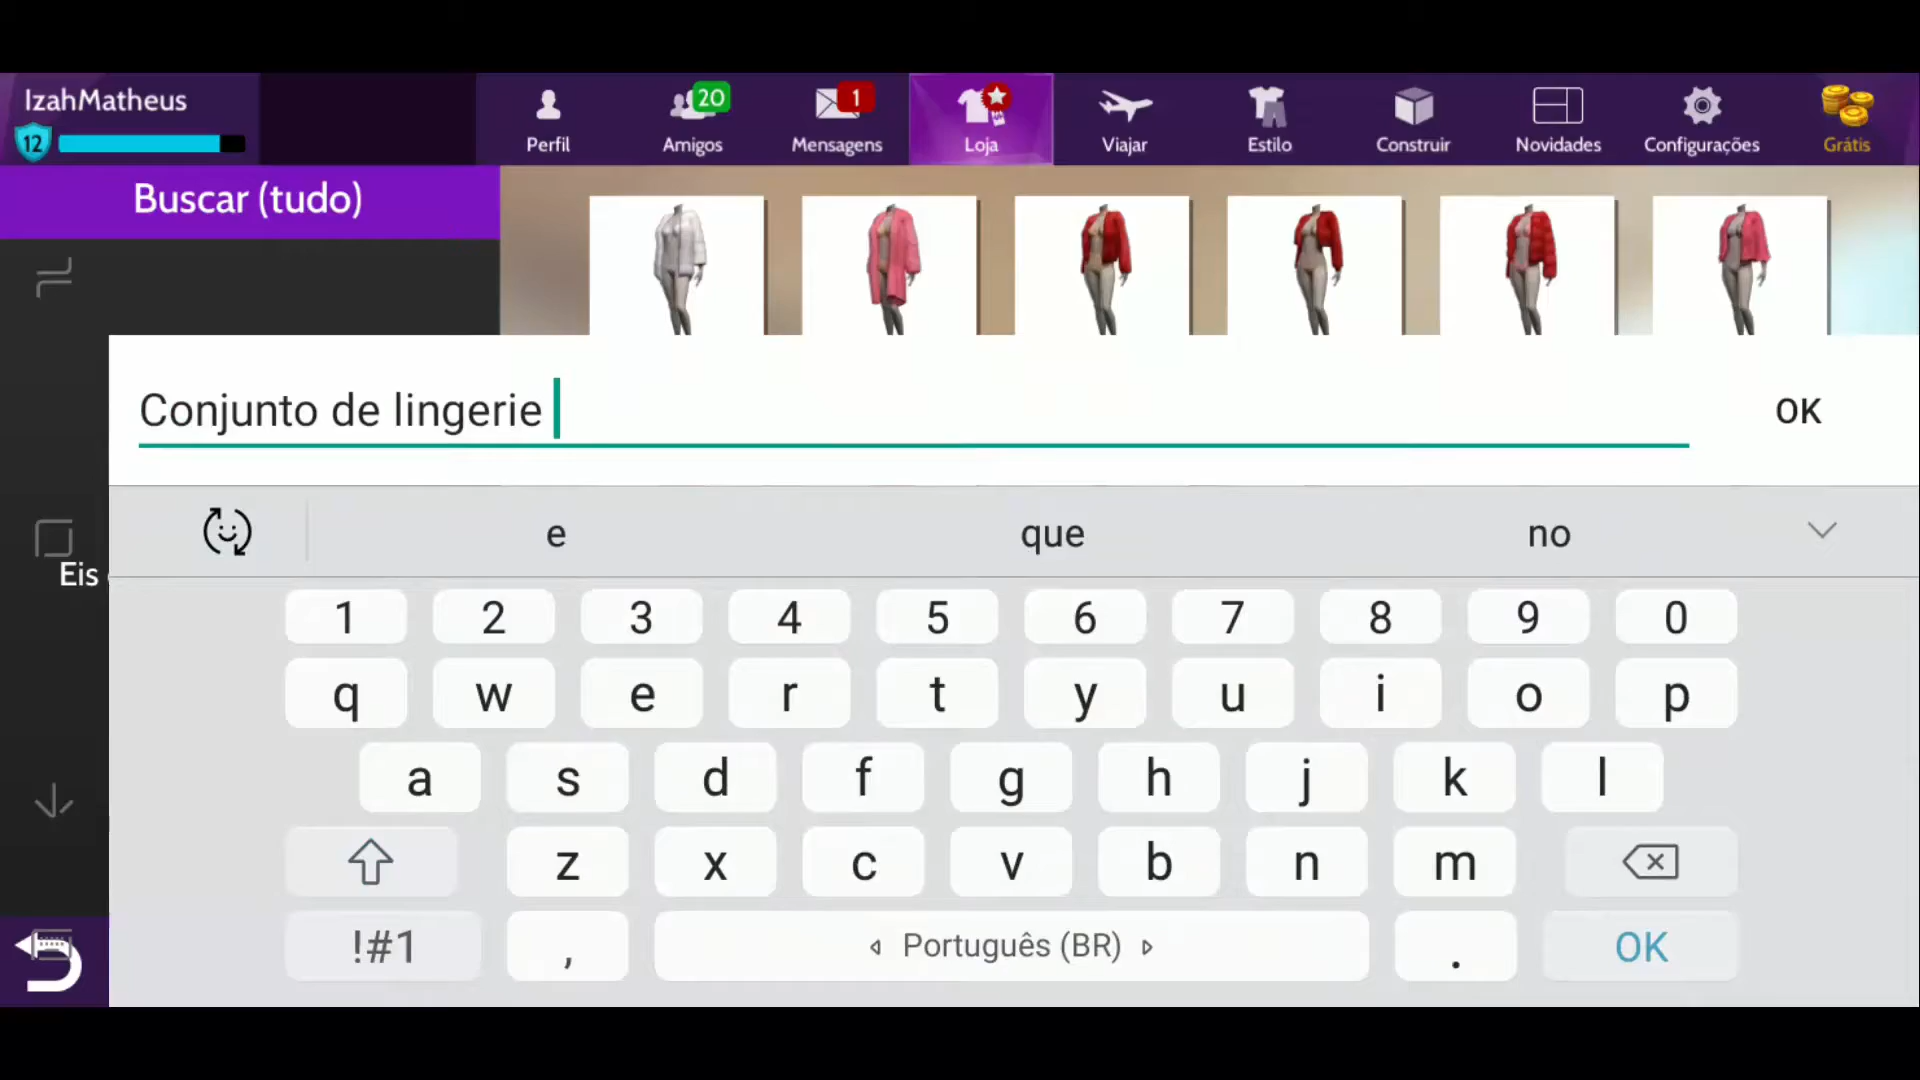 IzahMatheus
12
Perfil
20
Amigos
1
Mensagens
Loja
Viajar
Estilo
Construir
Novidades
Configurações
Grátis
Buscar (tudo)
Conjunto de lingerie
OK
Eis
e que no
1 2 3 4 5 6 7 8 9 0
q w e r t y u i o p
a s d f g h j k l
z x c v b n m
!#1 , Português (BR) . OK